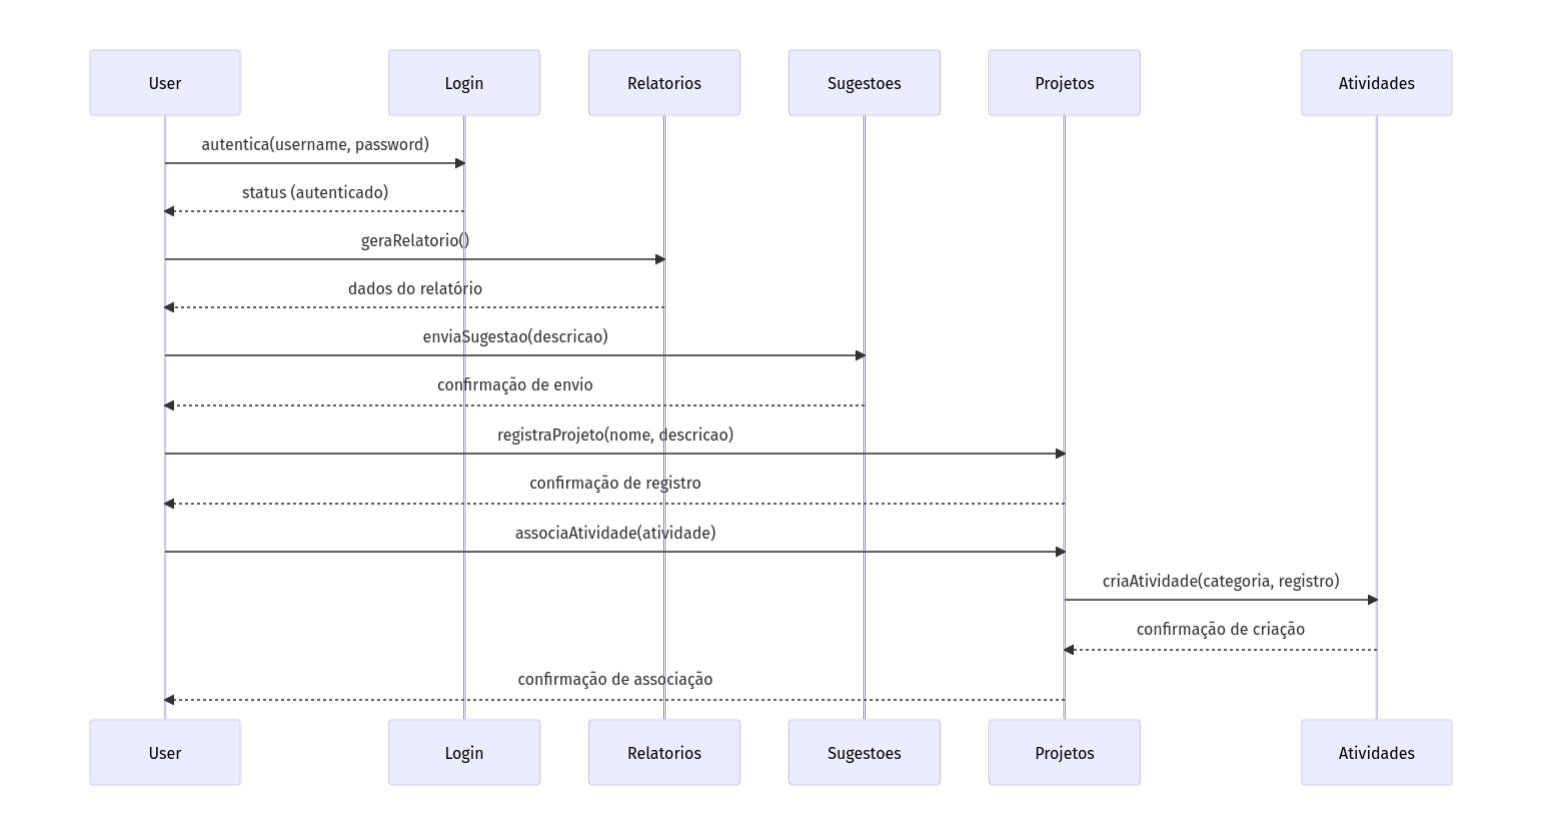 User
Login
Relatorios
Sugestoes
Projetos
Atividades
autentica(username, password)
status (autenticado)
geraRelatorio()
dados do relatório
enviaSugestao(descricao)
confirmação de envio
registraProjeto(nome, descricao)
confirmação de registro
associaAtividade(atividade)
criaAtividade(categoria, registro)
confirmação de criação
confirmação de associação
User
Login
Relatorios
Sugestoes
Projetos
Atividades